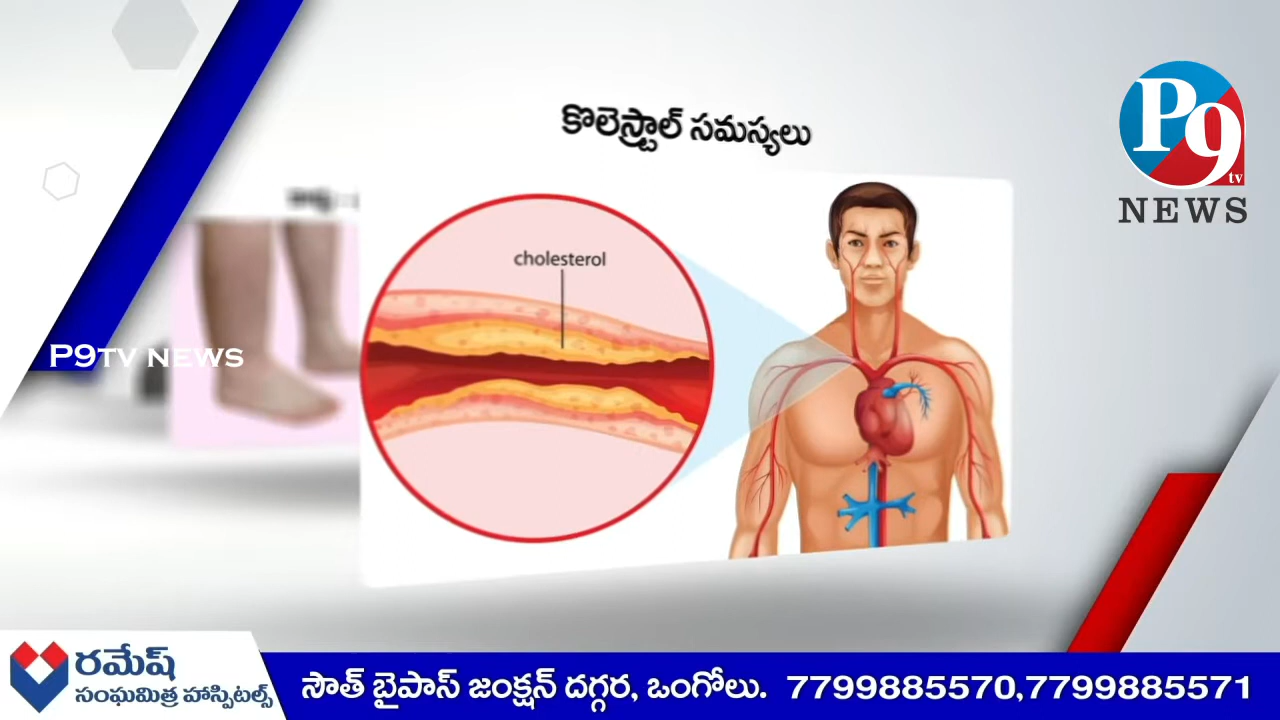 కొలెస్ట్రాల్ సమస్యలు
P9
tv
NEWS
cholesterol
P9TV NEWS
రమేష్
సంఘమిత్ర హాస్పిటల్స్
సౌత్ బైపాస్ జంక్షన్ దగ్గర, ఒంగోలు. 7799885570,7799885571